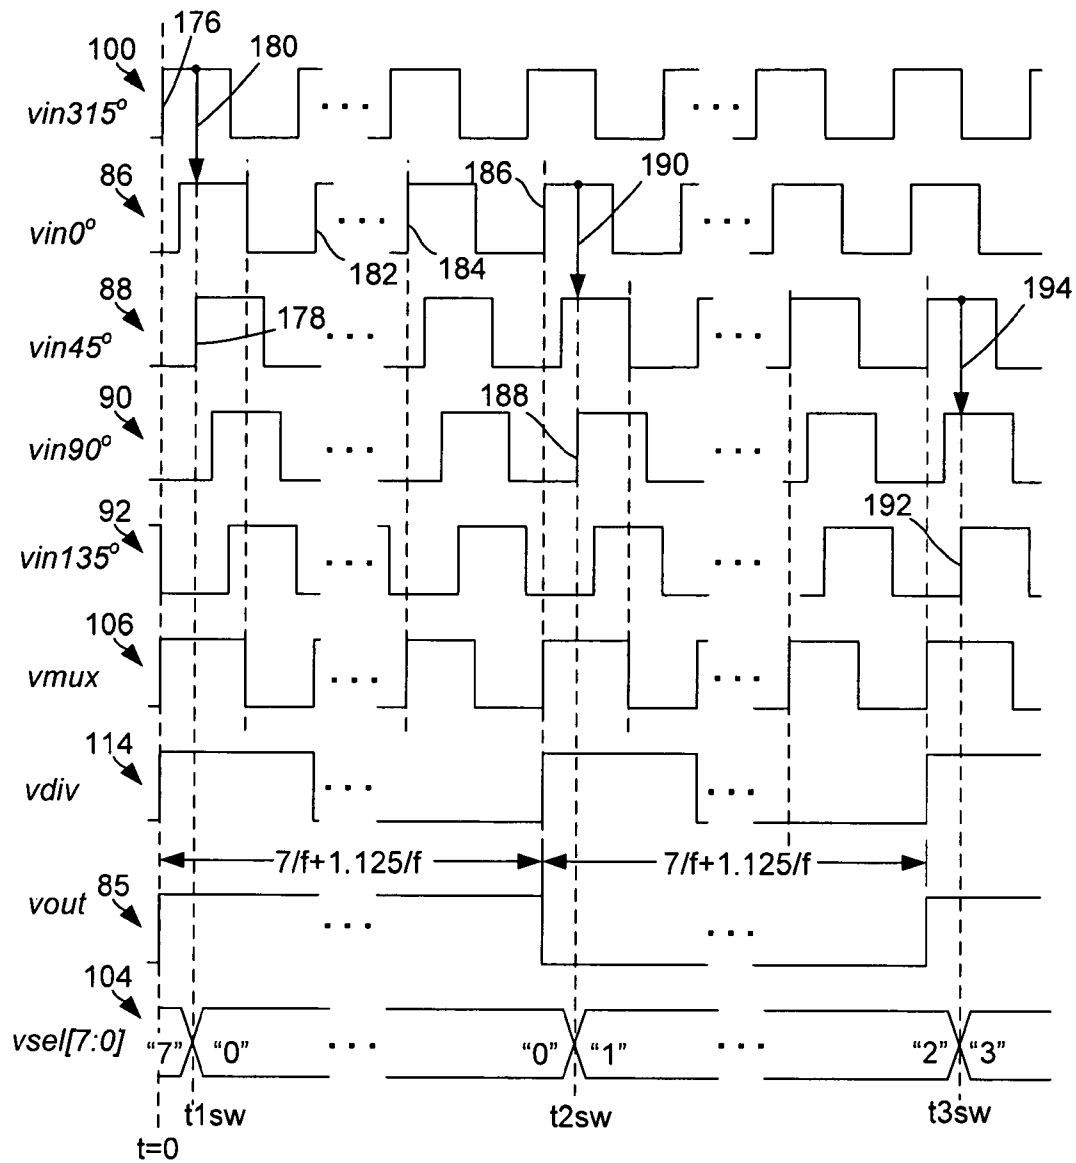 176
100
180
vin315°
. . .
. . .
86
186
190
vin0°
. . .
. . .
182
184
88
178
194
vin45°
. . .
. . .
90
188
vin90°
. . .
. . .
92
192
vin135°
. . .
. . .
106
vmux
. . .
. . .
114
vdiv
. . .
. . .
7/f+1.125/f
7/f+1.125/f
85
vout
. . .
. . .
104
vsel[7:0]
“7” “0” . . . “0” “1” . . . “2” “3”
t1sw
t2sw
t3sw
t=0